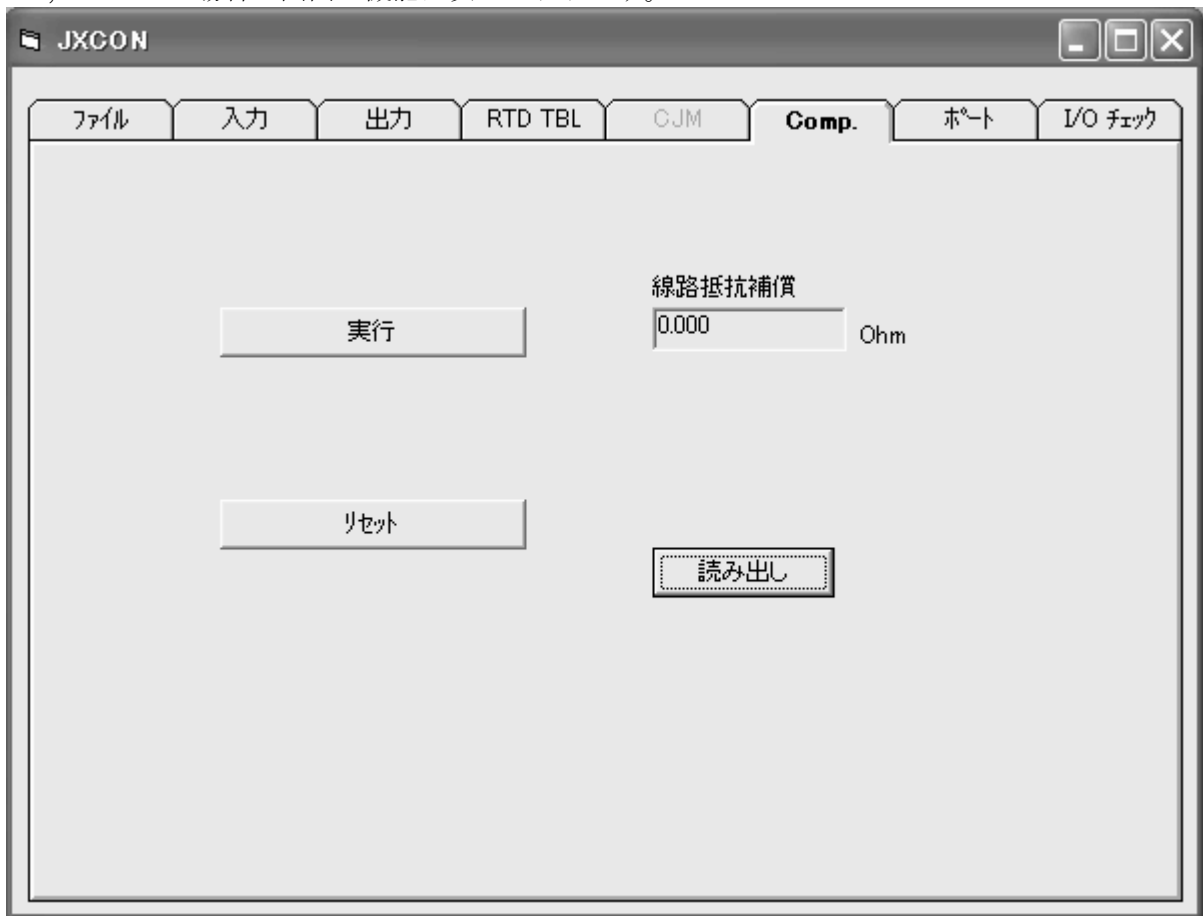 JXCON
ﾌｧｲﾙ 入力 出力 RTD TBL CJM Comp. ﾎﾟｰﾄ I/O ﾁｪｯｸ
線路抵抗補償
実行 0.000 Ohm
ﾘｾｯﾄ
読み出し